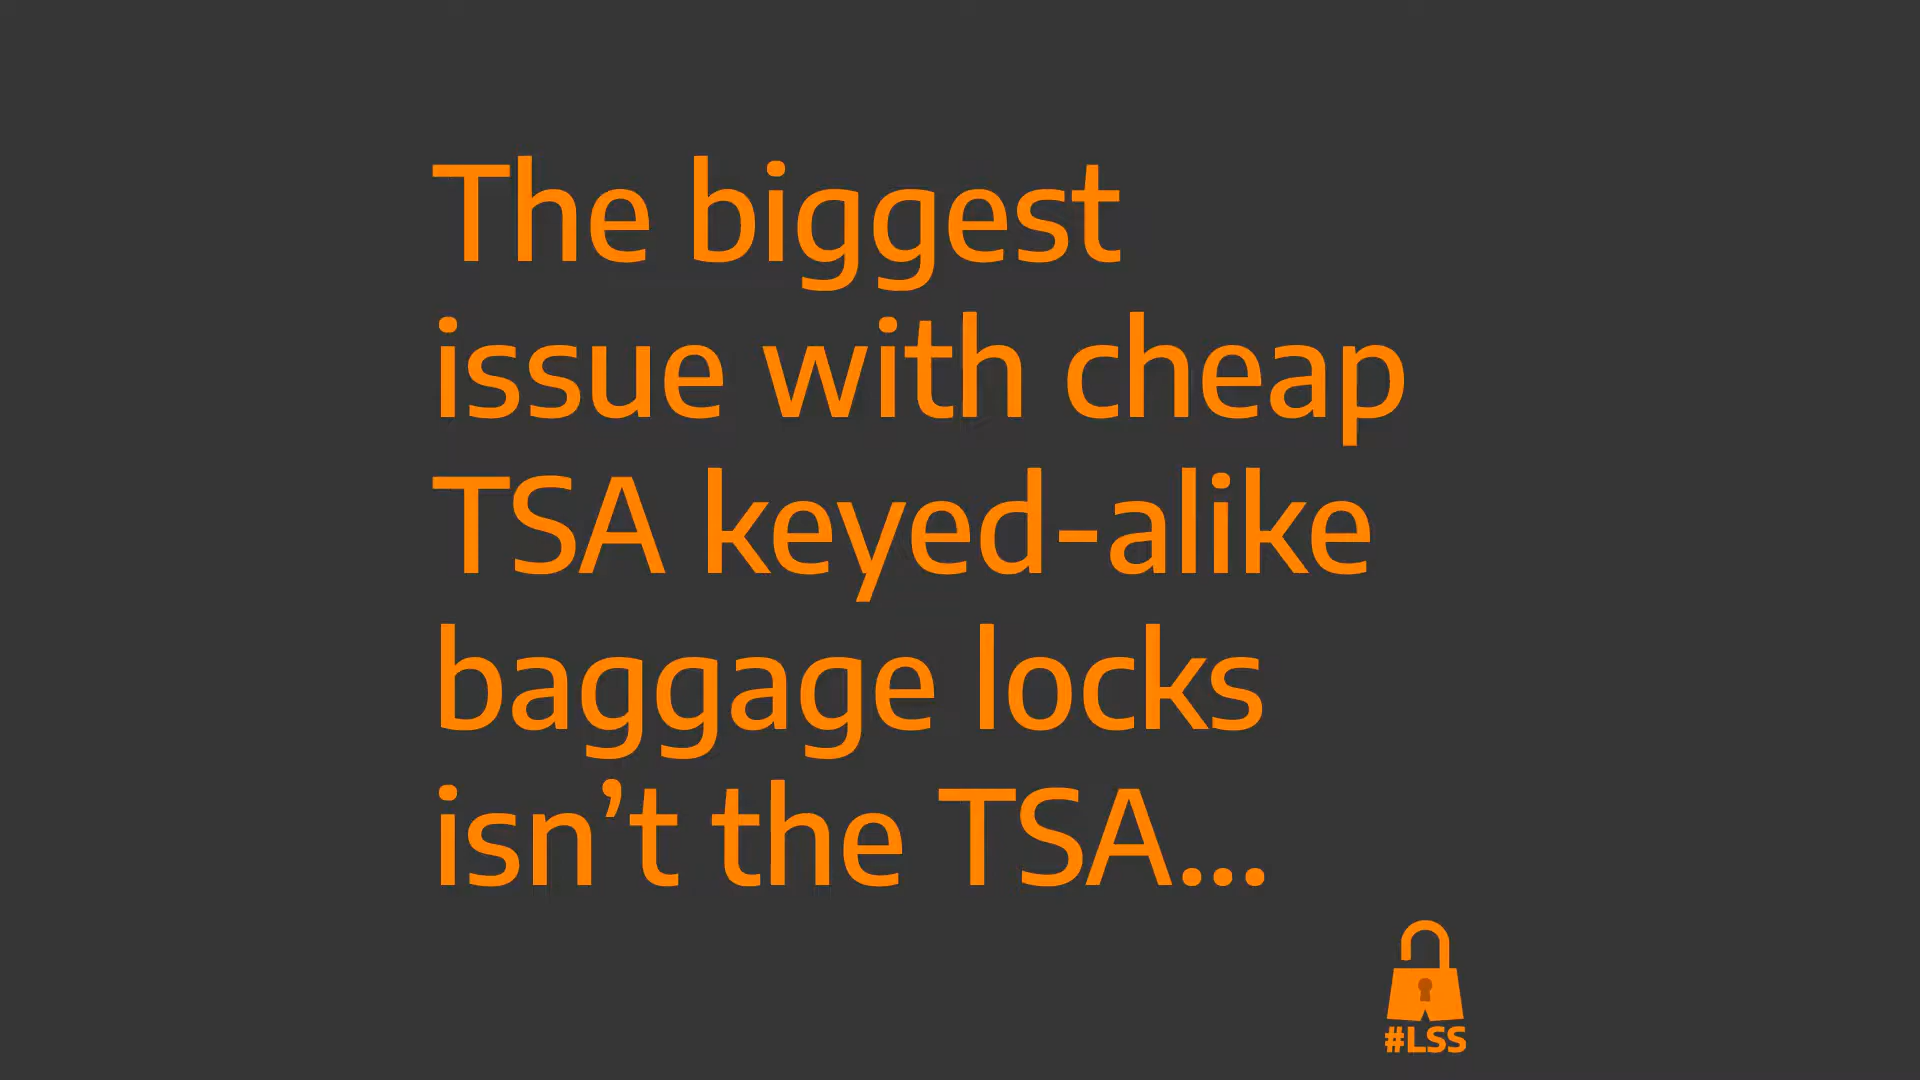 The biggest
issue with cheap
TSA keyed-alike
baggage locks
isn’t the TSA...
#LSS